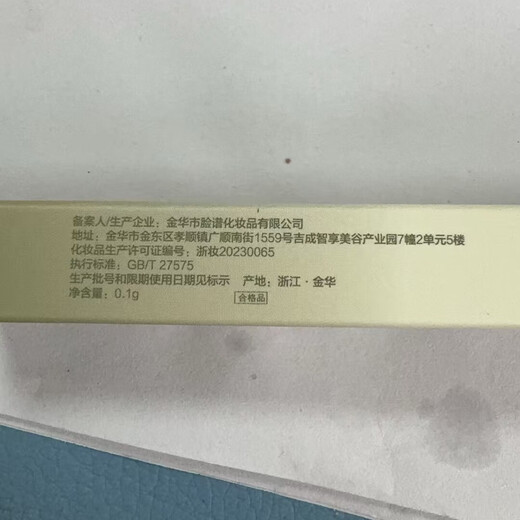 备案人/生产企业：金华市脸谱化妆品有限公司
地址：金华市金东区孝顺镇广顺南街1559号吉成智享美谷产业园7幢2单元5楼
化妆品生产许可证编号：浙妆20230065
执行标准：GB/T 27575
生产批号和限期使用日期见标示 产地：浙江·金华
净含量：0.1g 合格品